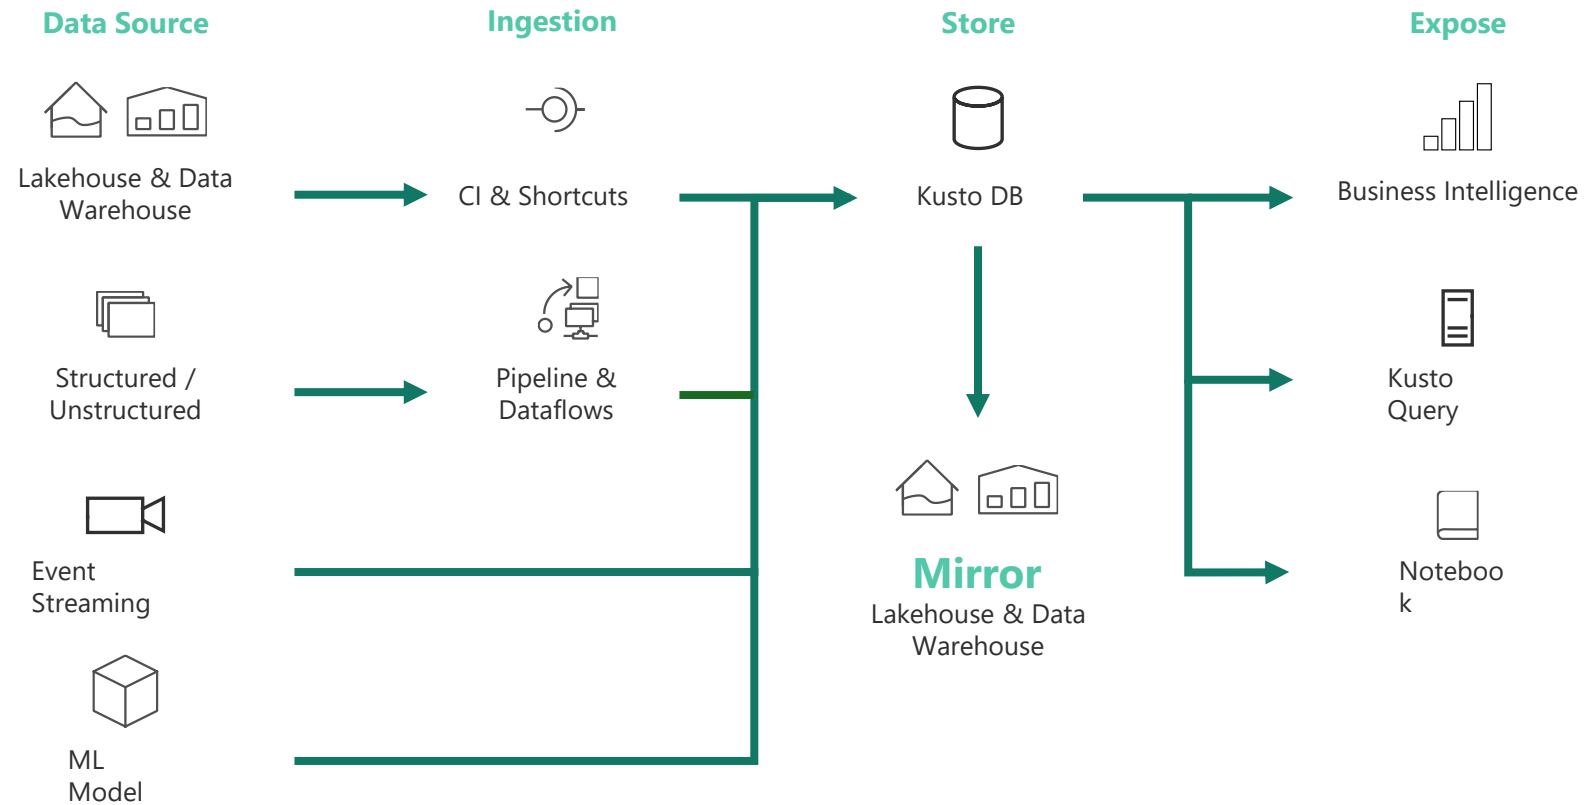 Data Source
Ingestion
Store
Expose
Lakehouse & Data
Warehouse
CI & Shortcuts
Kusto DB
Business Intelligence
Structured /
Unstructured
Pipeline &
Dataflows
Kusto
Query
Event
Streaming
Mirror
Lakehouse & Data
Warehouse
Noteboo
k
ML
Model